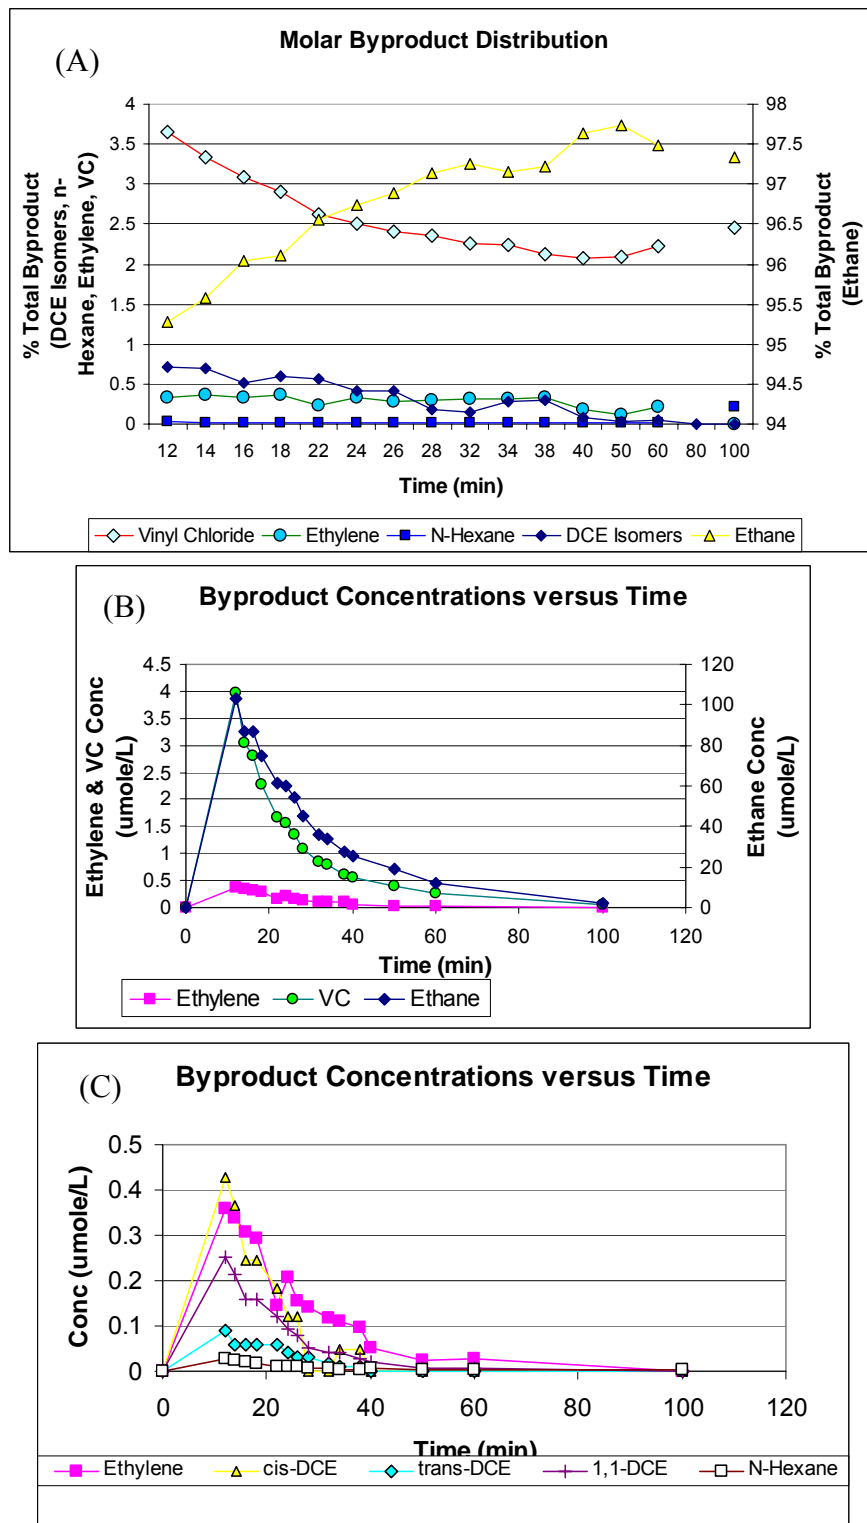 (A)
Molar Byproduct Distribution
% Total Byproduct
(DCE Isomers, n-
Hexane, Ethylene, VC)
4
3.5
3
2.5
2
1.5
1
0.5
0
98
97.5
97
96.5
96
95.5
95
94.5
94
% Total Byproduct
(Ethane)
12 14 16 18 22 24 26 28 32 34 38 40 50 60 80 100
Time (min)
Vinyl Chloride Ethylene N-Hexane DCE Isomers Ethane
(B)
Byproduct Concentrations versus Time
Ethylene & VC Conc
(umole/L)
4.5
4
3.5
3
2.5
2
1.5
1
0.5
0
120
100
80
60
40
20
0
Ethane Conc
(umole/L)
0 20 40 60 80 100 120
Time (min)
Ethylene VC Ethane
(C)
Byproduct Concentrations versus Time
Conc (umole/L)
0.5
0.4
0.3
0.2
0.1
0
0 20 40 60 80 100 120
Time (min)
Ethylene cis-DCE trans-DCE 1,1-DCE N-Hexane